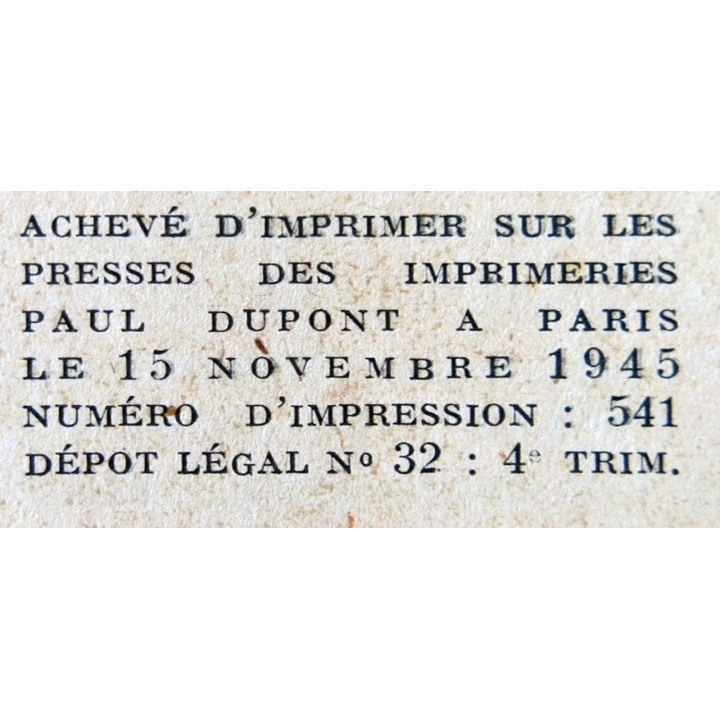 ACHEVÉ D'IMPRIMER SUR LES
PRESSES DES IMPRIMERIES
PAUL DUPONT A PARIS
LE 15 NOVEMBRE 1945
NUMÉRO D'IMPRESSION : 541
DÉPOT LÉGAL Nº 32 : 4e TRIM.